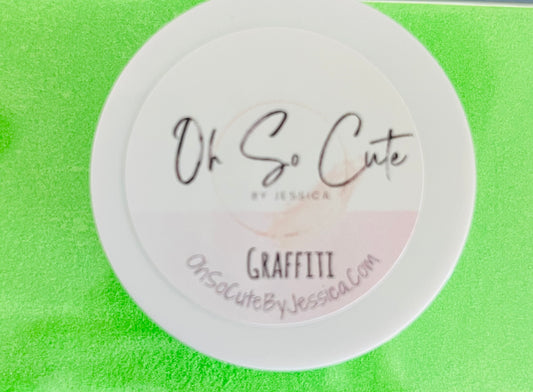 Oh So Cute
BY JESSICA
GRAFFITI
OhSoCuteByJessica.Com